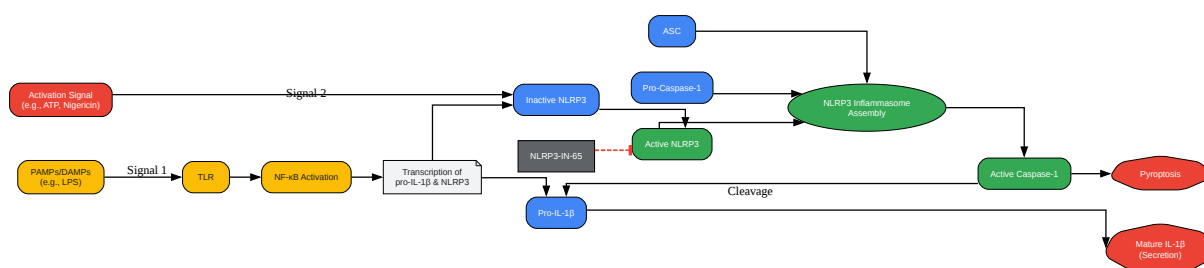 ASC
Activation Signal
(e.g., ATP, Nigericin)
Signal 2
Inactive NLRP3
Pro-Caspase-1
NLRP3 Inflammasome
Assembly
NLRP3-IN-65
Active NLRP3
PAMPs/DAMPs
(e.g., LPS)
Signal 1
TLR
NF-κB Activation
Transcription of
pro-IL-1β & NLRP3
Active Caspase-1
Pyroptosis
Cleavage
Pro-IL-1β
Mature IL-1β
(Secretion)